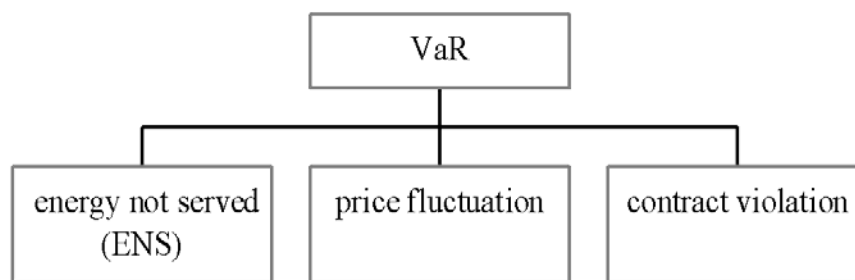 VaR
energy not served
(ENS)
price fluctuation
contract violation